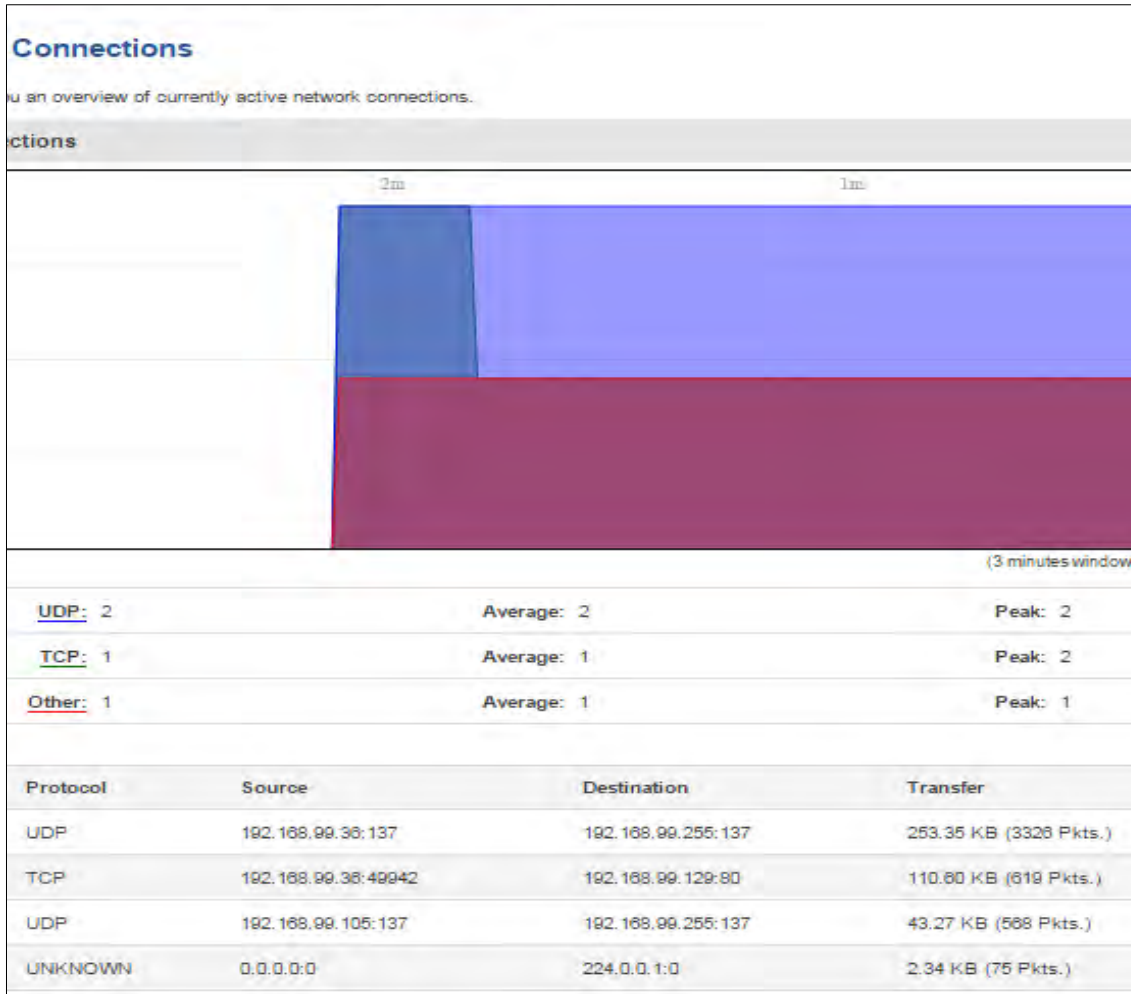 Connections
u an overview of currently active network connections.
ctions
2m 1m
(3 minutes window
UDP: 2 Average: 2 Peak: 2
TCP: 1 Average: 1 Peak: 2
Other: 1 Average: 1 Peak: 1
Protocol Source Destination Transfer
UDP 192.168.99.36:137 192.168.99.255:137 253.35 KB (3326 Pkts.)
TCP 192.168.99.36:49942 192.168.99.129:80 110.60 KB (619 Pkts.)
UDP 192.168.99.105:137 192.168.99.255:137 43.27 KB (568 Pkts.)
UNKNOWN 0.0.0.0:0 224.0.0.1:0 2.34 KB (75 Pkts.)